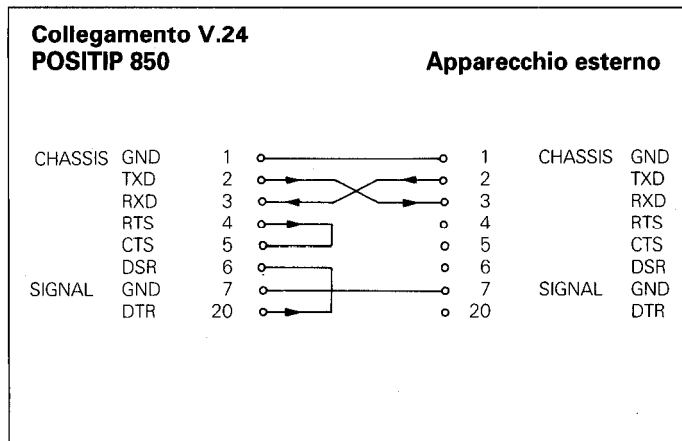 Collegamento V.24
POSITIP 850 Apparecchio esterno
CHASSIS GND 1 1 CHASSIS GND
TXD 2 2 TXD
RXD 3 3 RXD
RTS 4 4 RTS
CTS 5 5 CTS
DSR 6 6 DSR
SIGNAL GND 7 7 SIGNAL GND
DTR 20 20 DTR